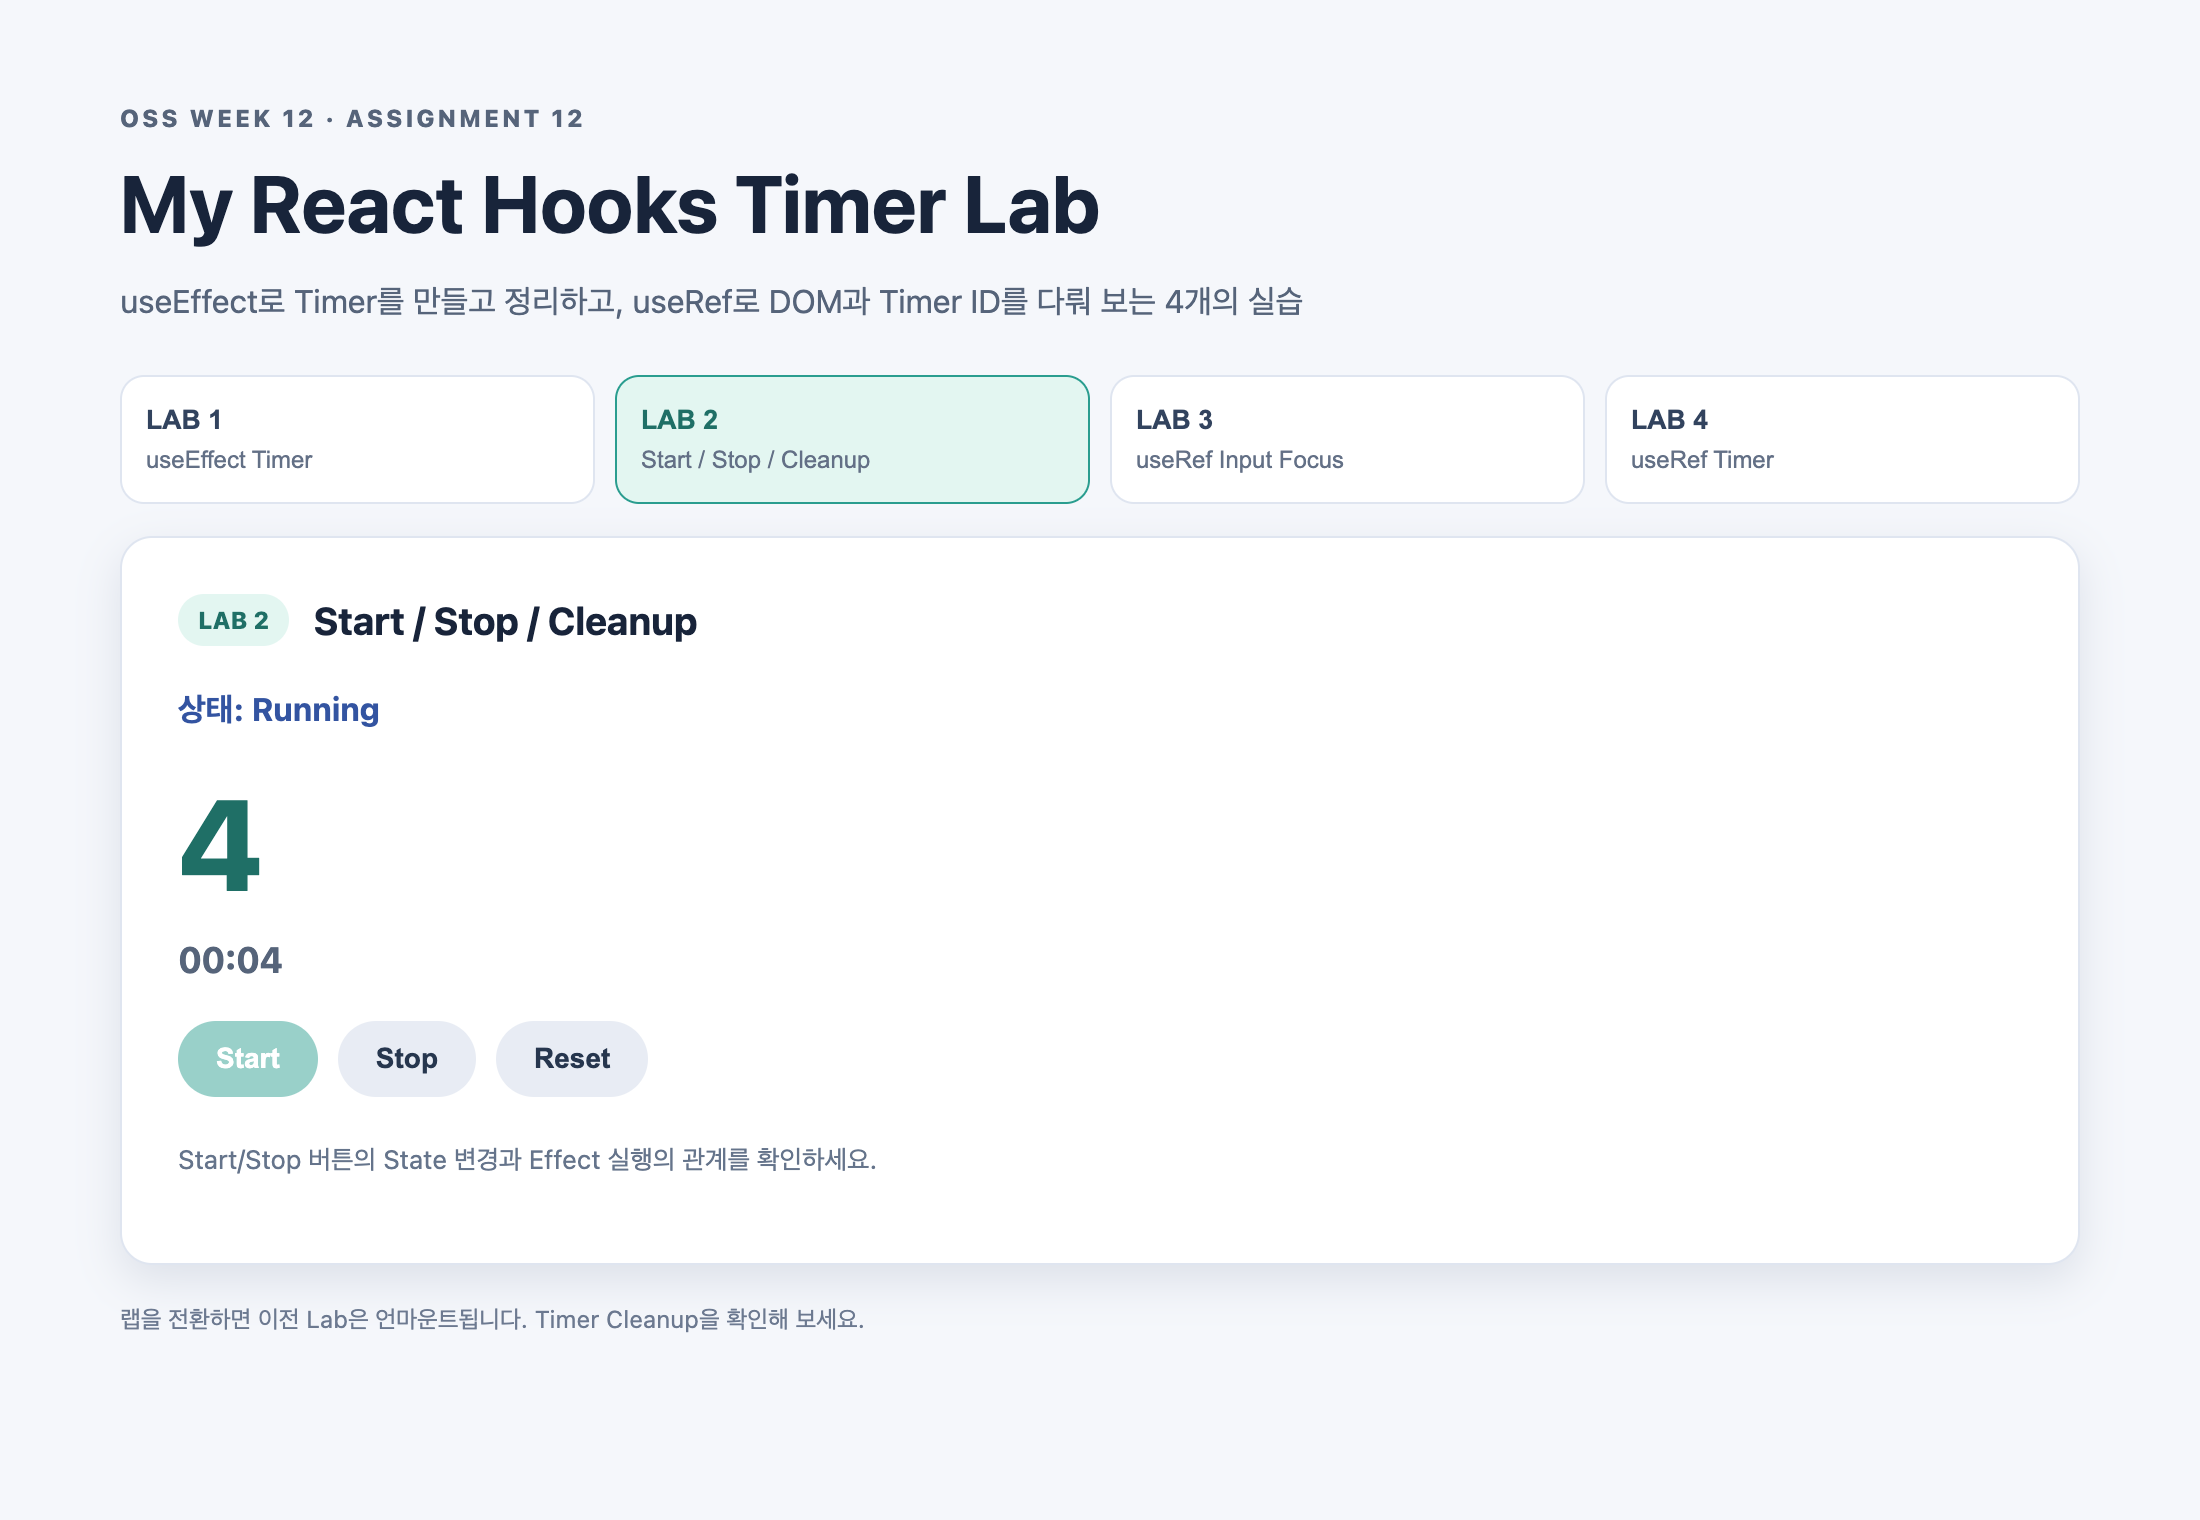 OSS WEEK 12 · ASSIGNMENT 12
My React Hooks Timer Lab
useEffect로 Timer를 만들고 정리하고, useRef로 DOM과 Timer ID를 다뤄 보는 4개의 실습
LAB 1
useEffect Timer
LAB 2
Start / Stop / Cleanup
LAB 3
useRef Input Focus
LAB 4
useRef Timer
LAB 2 Start / Stop / Cleanup
상태: Running
4
00:04
Start Stop Reset
Start/Stop 버튼의 State 변경과 Effect 실행의 관계를 확인하세요.
랩을 전환하면 이전 Lab은 언마운트됩니다. Timer Cleanup을 확인해 보세요.